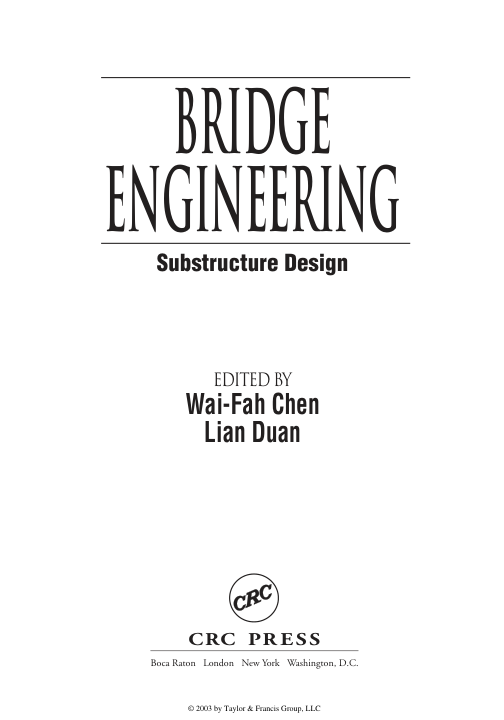 BRIDGE
ENGINEERING
Substructure Design
EDITED BY
Wai-Fah Chen
Lian Duan
CRC
CRC PRESS
Boca Raton London New York Washington, D.C.
© 2003 by Taylor & Francis Group, LLC